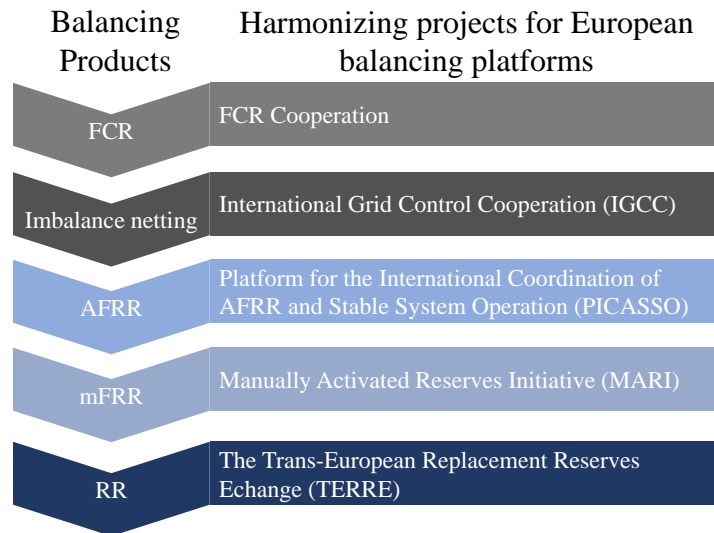 Balancing
Products
Harmonizing projects for European
balancing platforms
FCR
FCR Cooperation
Imbalance netting
International Grid Control Cooperation (IGCC)
AFRR
Platform for the International Coordination of
AFRR and Stable System Operation (PICASSO)
mFRR
Manually Activated Reserves Initiative (MARI)
RR
The Trans-European Replacement Reserves
Echange (TERRE)